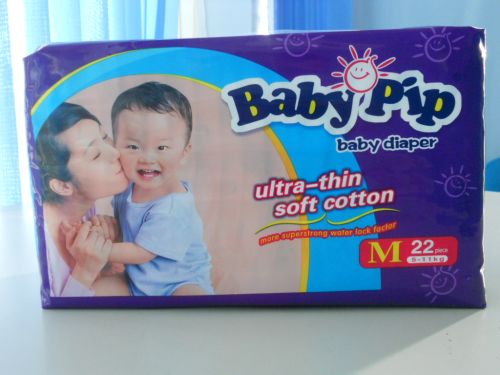 Baby Pip
baby diaper
ultra-thin
soft cotton
more superstrong water lock factor
M 22 piece
6-11kg